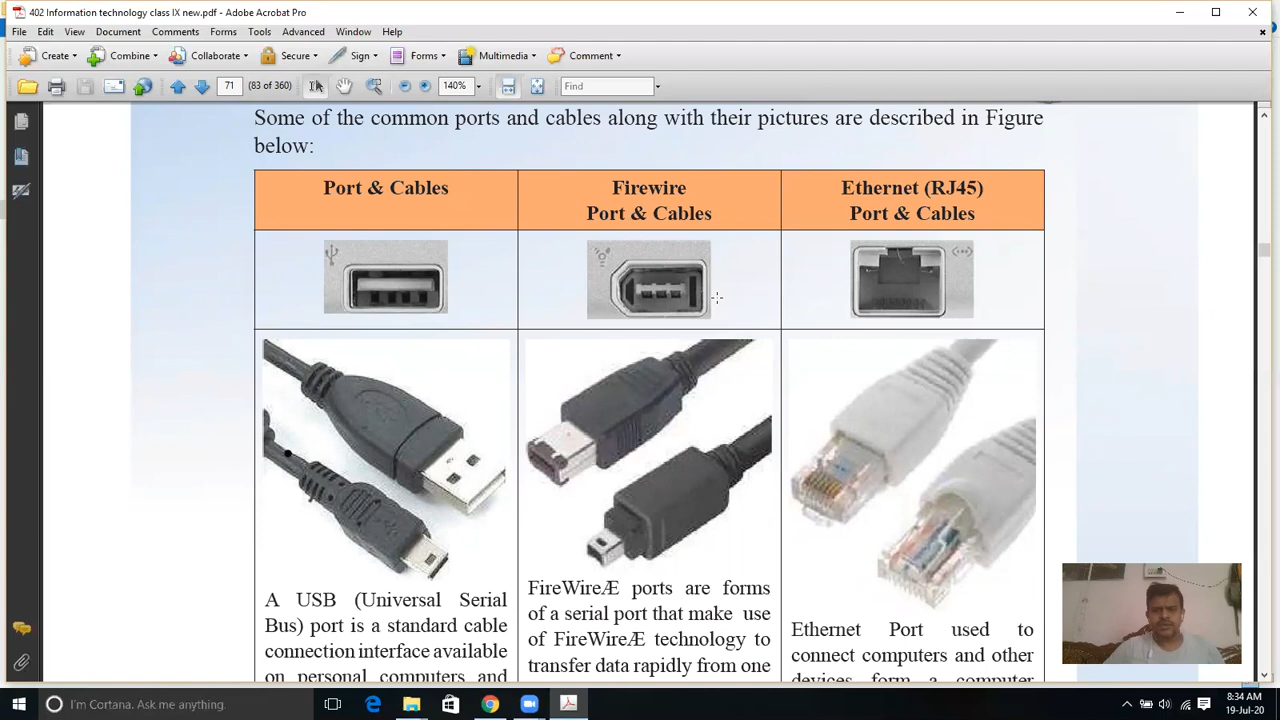 402 Information technology class IX new.pdf - Adobe Acrobat Pro
File Edit View Document Comments Forms Tools Advanced Window Help
Create Combine Collaborate Secure Sign Forms Multimedia Comment
71 (83 of 360) 140% Find
Some of the common ports and cables along with their pictures are described in Figure
below:
Port & Cables
Firewire
Port & Cables
Ethernet (RJ45)
Port & Cables
A USB (Universal Serial
Bus) port is a standard cable
connection interface available
on personal computers and
FireWireÆ ports are forms
of a serial port that make use
of FireWireÆ technology to
transfer data rapidly from one
Ethernet Port used to
connect computers and other
devices form a computer
I'm Cortana. Ask me anything.
8:34 AM
19-Jul-20